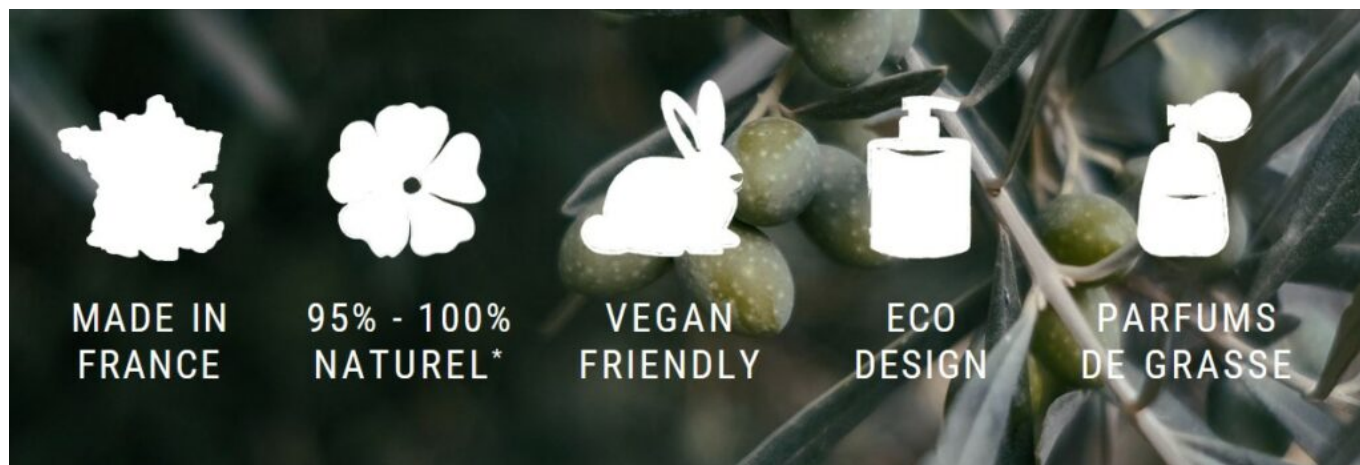 MADE IN
FRANCE
95% - 100%
NATUREL*
VEGAN
FRIENDLY
ECO
DESIGN
PARFUMS
DE GRASSE